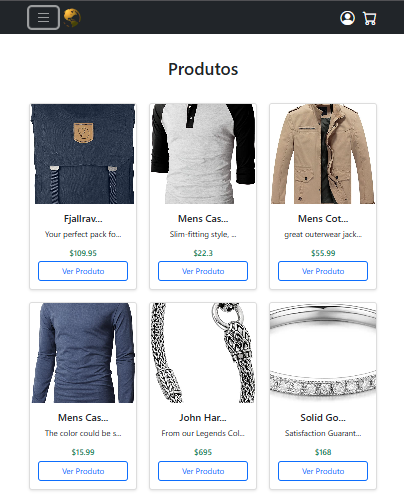 Produtos
Fjallrav...
Your perfect pack fo...
$109.95
Ver Produto
Mens Cas...
Slim-fitting style, ...
$22.3
Ver Produto
Mens Cot...
great outerwear jack...
$55.99
Ver Produto
Mens Cas...
The color could be s...
$15.99
Ver Produto
John Har...
From our Legends Col...
$695
Ver Produto
Solid Go...
Satisfaction Guarant...
$168
Ver Produto